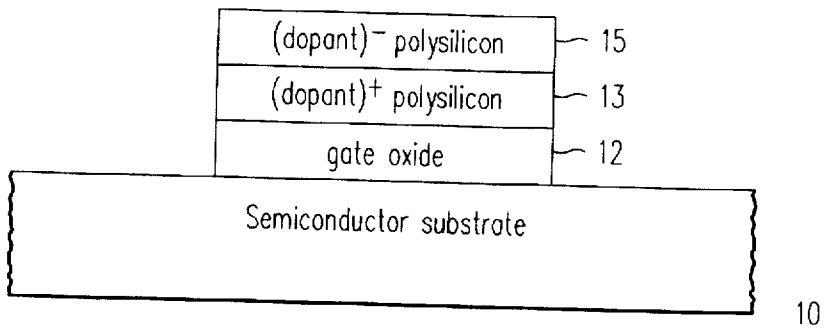 (dopant)⁻ polysilicon 15
(dopant)⁺ polysilicon 13
gate oxide 12
Semiconductor substrate
10